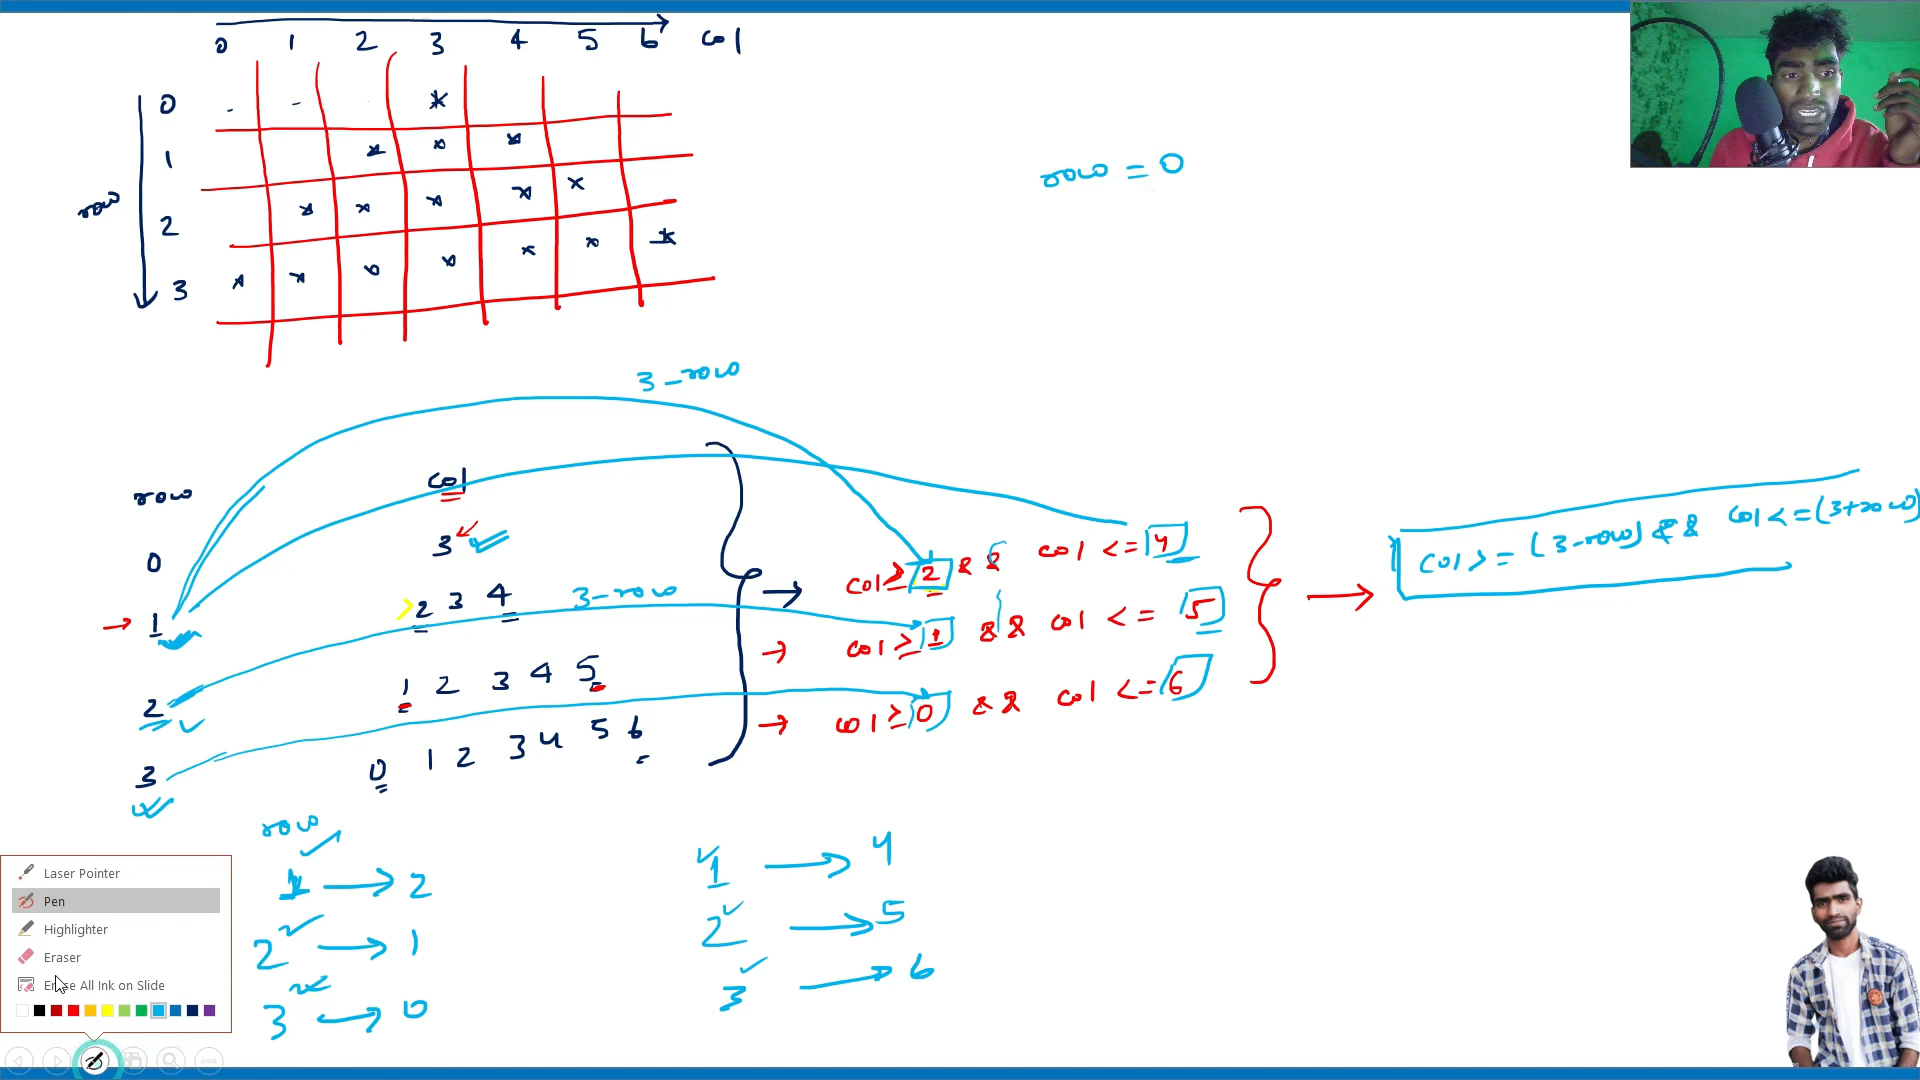 0 1 2 3 4 5 6 col
0 *
1 * * *
row
2 * * * * *
3 * * * * * * *
row = 0
3-row
row col
0 3
1 2 3 4 3-row
2 1 2 3 4 5
3 0 1 2 3 4 5 6
col ≥ 2 && col <= 4
col ≥ 1 && col <= 5
col ≥ 0 && col <= 6
col >= (3-row) && col <= (3+row)
row
1 → 2
2 → 1
3 → 0
1 → 4
2 → 5
3 → 6
Laser Pointer
Pen
Highlighter
Eraser
Erase All Ink on Slide